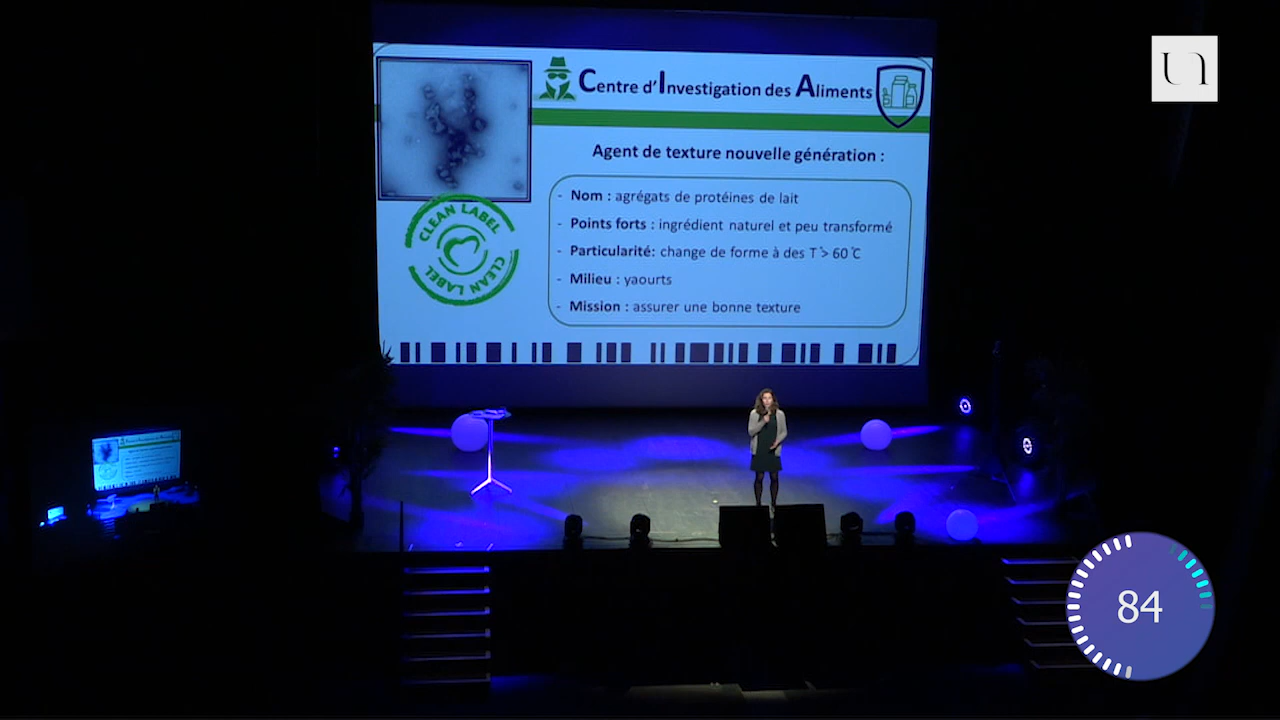 Centre d'Investigation des Aliments
Agent de texture nouvelle génération :
- Nom : agrégats de protéines de lait
- Points forts : ingrédient naturel et peu transformé
- Particularité: change de forme à des T°> 60°C
- Milieu : yaourts
- Mission : assurer une bonne texture
CLEAN LABEL
CLEAN LABEL
84